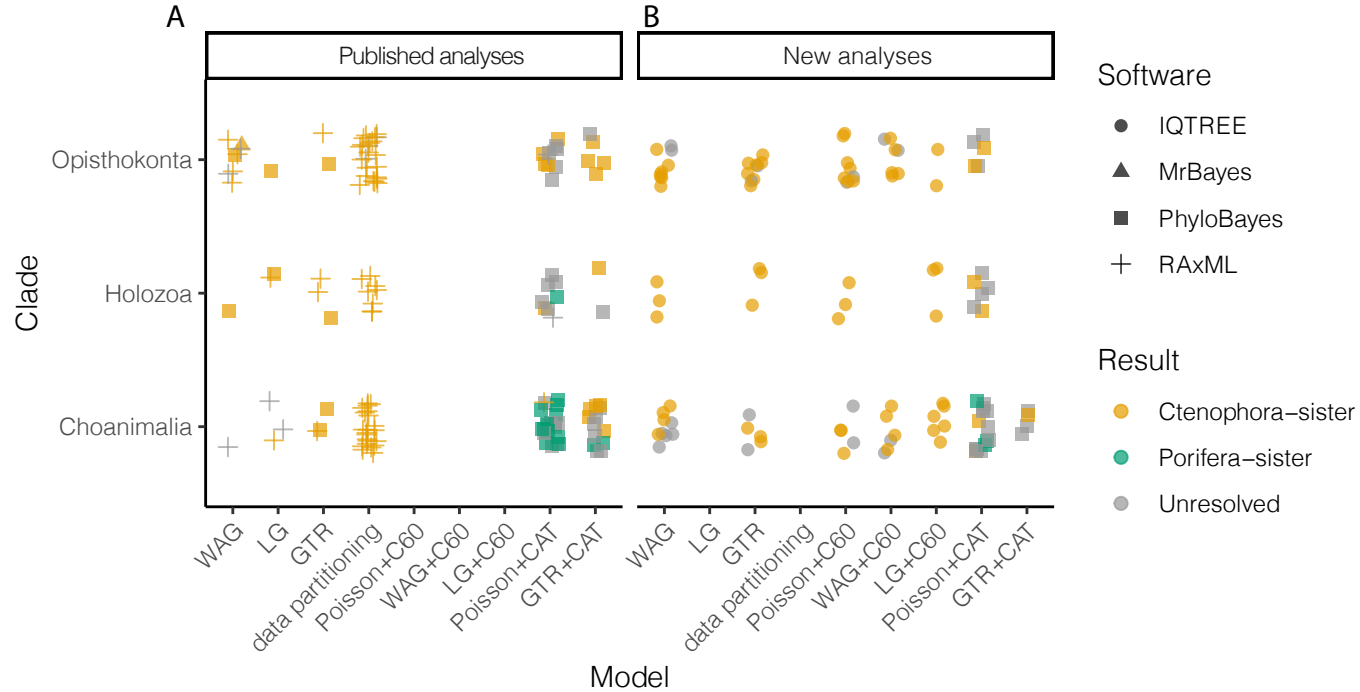 A
B
Published analyses
New analyses
Clade
Opisthokonta
Holozoa
Choanimalia
WAG
LG
GTR
data partitioning
Poisson+C60
WAG+C60
LG+C60
Poisson+CAT
GTR+CAT
WAG
LG
GTR
data partitioning
Poisson+C60
WAG+C60
LG+C60
Poisson+CAT
GTR+CAT
Model
Software
IQTREE
MrBayes
PhyloBayes
RAxML
Result
Ctenophora−sister
Porifera−sister
Unresolved